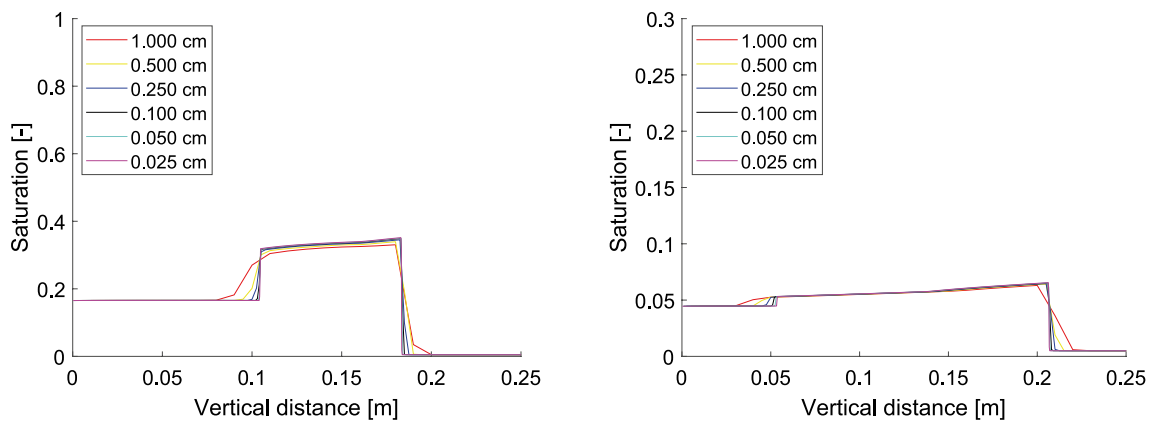 1
0.8
0.6
0.4
0.2
0
Saturation [-]
1.000 cm
0.500 cm
0.250 cm
0.100 cm
0.050 cm
0.025 cm
0 0.05 0.1 0.15 0.2 0.25
Vertical distance [m]
0.3
0.25
0.2
0.15
0.1
0.05
0
Saturation [-]
1.000 cm
0.500 cm
0.250 cm
0.100 cm
0.050 cm
0.025 cm
0 0.05 0.1 0.15 0.2 0.25
Vertical distance [m]